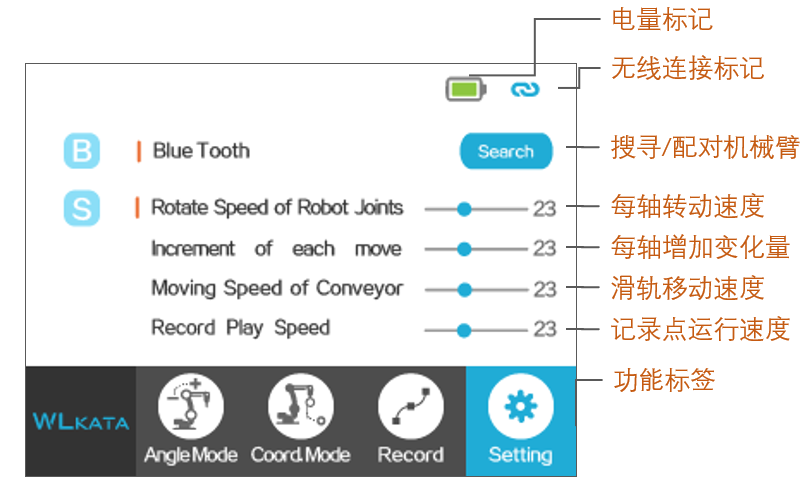 电量标记
无线连接标记
B Blue Tooth Search 搜寻/配对机械臂
S Rotate Speed of Robot Joints 23 每轴转动速度
Increment of each move 23 每轴增加变化量
Moving Speed of Conveyor 23 滑轨移动速度
Record Play Speed 23 记录点运行速度
功能标签
WLKATA Angle Mode Coord.Mode Record Setting